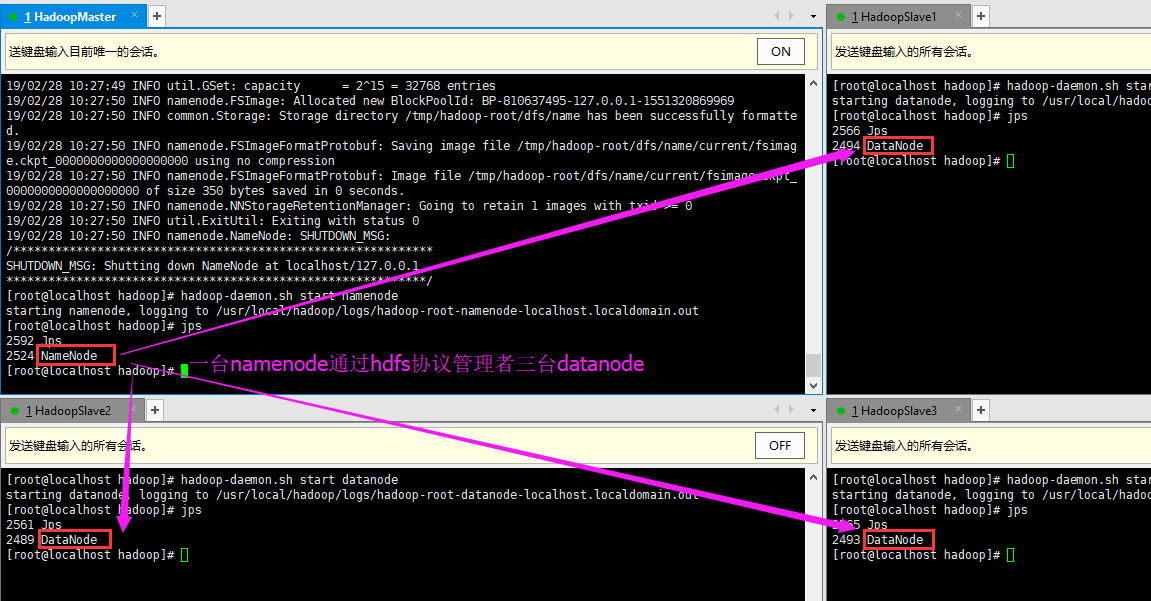 1 HadoopMaster × +
送键盘输入目前唯一的会话。
ON
19/02/28 10:27:49 INFO util.GSet: capacity      = 2^15 = 32768 entries
19/02/28 10:27:50 INFO namenode.FSImage: Allocated new BlockPoolId: BP-810637495-127.0.0.1-1551320869969
19/02/28 10:27:50 INFO common.Storage: Storage directory /tmp/hadoop-root/dfs/name has been successfully formatte
d.
19/02/28 10:27:50 INFO namenode.FSImageFormatProtobuf: Saving image file /tmp/hadoop-root/dfs/name/current/fsimag
e.ckpt_0000000000000000000 using no compression
19/02/28 10:27:50 INFO namenode.FSImageFormatProtobuf: Image file /tmp/hadoop-root/dfs/name/current/fsimage.ckpt_
0000000000000000000 of size 350 bytes saved in 0 seconds.
19/02/28 10:27:50 INFO namenode.NNStorageRetentionManager: Going to retain 1 images with txid >= 0
19/02/28 10:27:50 INFO util.ExitUtil: Exiting with status 0
19/02/28 10:27:50 INFO namenode.NameNode: SHUTDOWN_MSG:
/************************************************************
SHUTDOWN_MSG: Shutting down NameNode at localhost/127.0.0.1
************************************************************/
[root@localhost hadoop]# hadoop-daemon.sh start namenode
starting namenode, logging to /usr/local/hadoop/logs/hadoop-root-namenode-localhost.localdomain.out
[root@localhost hadoop]# jps
2592 Jps
2524 NameNode
[root@localhost hadoop]#
一台namenode通过hdfs协议管理者三台datanode
1 HadoopSlave1 × +
发送键盘输入的所有会话。
[root@localhost hadoop]# hadoop-daemon.sh star
starting datanode, logging to /usr/local/hadoo
[root@localhost hadoop]# jps
2566 Jps
2494 DataNode
[root@localhost hadoop]#
1 HadoopSlave2 +
发送键盘输入的所有会话。
OFF
[root@localhost hadoop]# hadoop-daemon.sh start datanode
starting datanode, logging to /usr/local/hadoop/logs/hadoop-root-datanode-localhost.localdomain.out
[root@localhost hadoop]# jps
2561 Jps
2489 DataNode
[root@localhost hadoop]#
1 HadoopSlave3 × +
发送键盘输入的所有会话。
[root@localhost hadoop]# hadoop-daemon.sh star
starting datanode, logging to /usr/local/hadoo
[root@localhost hadoop]# jps
Jps
2493 DataNode
[root@localhost hadoop]#